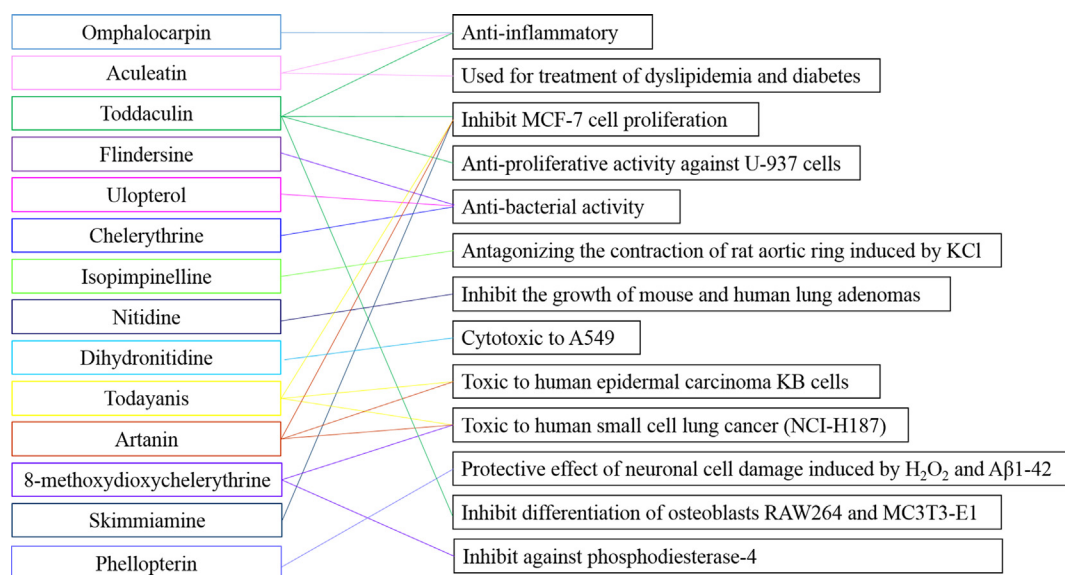 Omphalocarpin
Aculeatin
Toddaculin
Flindersine
Ulopterol
Chelerythrine
Isopimpinelline
Nitidine
Dihydronitidine
Todayanis
Artanin
8-methoxydioxychelerythrine
Skimmiamine
Phellopterin
Anti-inflammatory
Used for treatment of dyslipidemia and diabetes
Inhibit MCF-7 cell proliferation
Anti-proliferative activity against U-937 cells
Anti-bacterial activity
Antagonizing the contraction of rat aortic ring induced by KCl
Inhibit the growth of mouse and human lung adenomas
Cytotoxic to A549
Toxic to human epidermal carcinoma KB cells
Toxic to human small cell lung cancer (NCI-H187)
Protective effect of neuronal cell damage induced by H₂O₂ and Aβ1-42
Inhibit differentiation of osteoblasts RAW264 and MC3T3-E1
Inhibit against phosphodiesterase-4